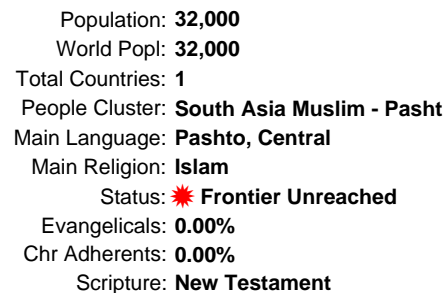 Population: 32,000
World Popl: 32,000
Total Countries: 1
People Cluster: South Asia Muslim - Pasht
Main Language: Pashto, Central
Main Religion: Islam
Status: Frontier Unreached
Evangelicals: 0.00%
Chr Adherents: 0.00%
Scripture: New Testament